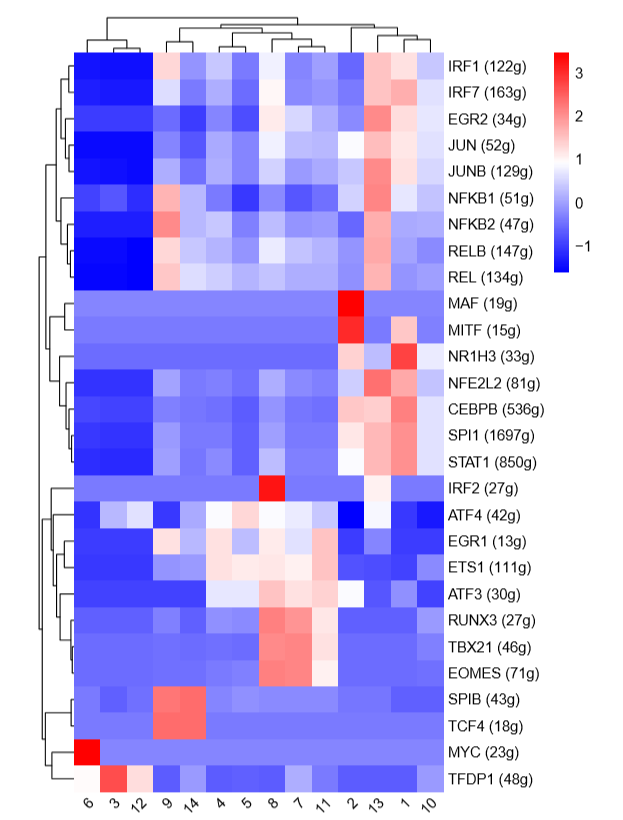 IRF1 (122g)
IRF7 (163g)
EGR2 (34g)
JUN (52g)
JUNB (129g)
NFKB1 (51g)
NFKB2 (47g)
RELB (147g)
REL (134g)
MAF (19g)
MITF (15g)
NR1H3 (33g)
NFE2L2 (81g)
CEBPB (536g)
SPI1 (1697g)
STAT1 (850g)
IRF2 (27g)
ATF4 (42g)
EGR1 (13g)
ETS1 (111g)
ATF3 (30g)
RUNX3 (27g)
TBX21 (46g)
EOMES (71g)
SPIB (43g)
TCF4 (18g)
MYC (23g)
TFDP1 (48g)
6 3 12 9 14 4 5 8 7 11 2 13 1 10
3
2
1
0
−1